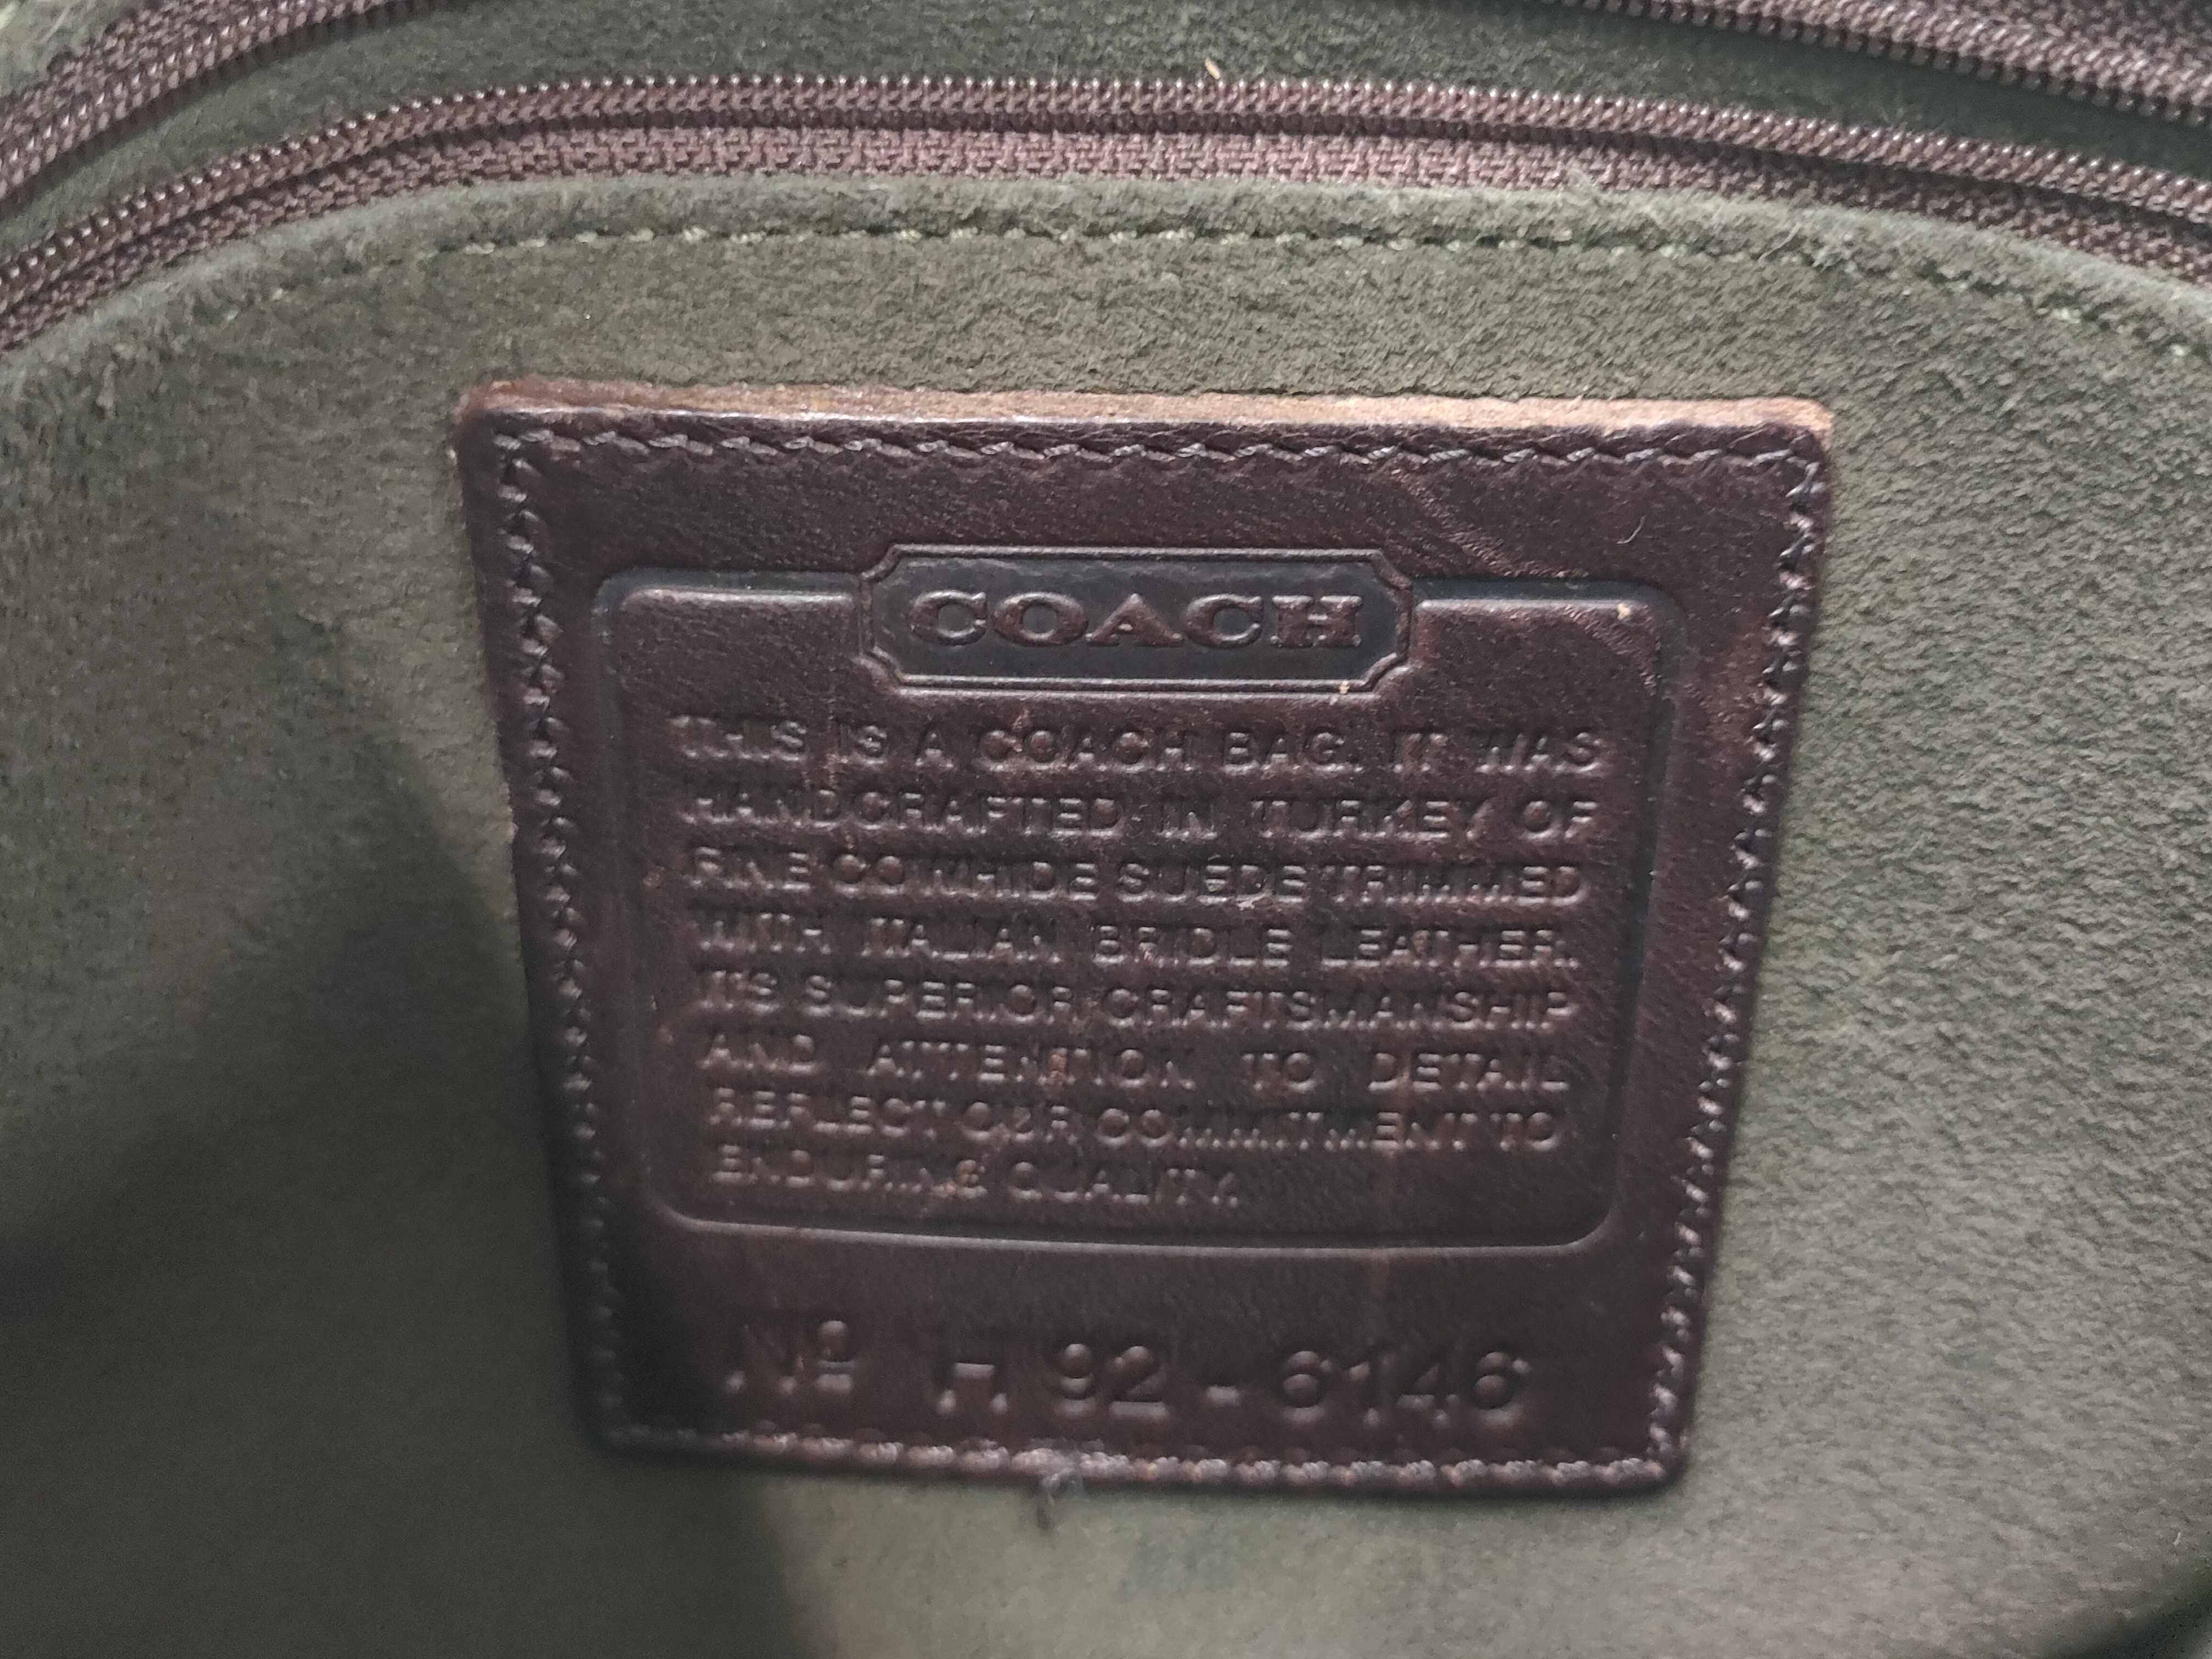 COACH
THIS IS A COACH BAG. IT WAS
HANDCRAFTED IN TURKEY OF
FINE COWHIDE SUEDE TRIMMED
WITH ITALIAN BRIDLE LEATHER.
ITS SUPERIOR CRAFTSMANSHIP
AND ATTENTION TO DETAIL
REFLECT OUR COMMITMENT TO
ENDURING QUALITY.
Nº 92 - 6146